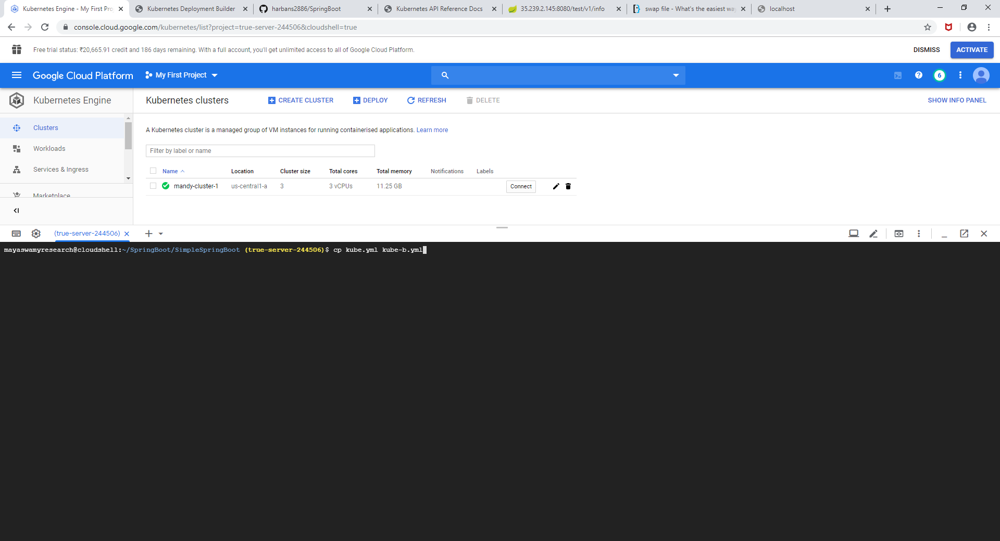 Kubernetes Engine - My First Pro
Kubernetes Deployment Builder
harbans2886/SpringBoot
Kubernetes API Reference Docs
35.239.2.145:8080/test/v1/info
swap file - What's the easiest way
localhost
console.cloud.google.com/kubernetes/list?project=true-server-244506&cloudshell=true
Free trial status: ₹20,665.91 credit and 186 days remaining. With a full account, you'll get unlimited access to all of Google Cloud Platform.
DISMISS
ACTIVATE
Google Cloud Platform
My First Project
6
Kubernetes Engine
Kubernetes clusters
CREATE CLUSTER
DEPLOY
REFRESH
DELETE
SHOW INFO PANEL
Clusters
Workloads
Services & Ingress
Marketplace
A Kubernetes cluster is a managed group of VM instances for running containerised applications. Learn more
Filter by label or name
Name Location Cluster size Total cores Total memory Notifications Labels
mandy-cluster-1 us-central1-a 3 3 vCPUs 11.25 GB Connect
(true-server-244506)
mayaswamyresearch@cloudshell:~/SpringBoot/SimpleSpringBoot (true-server-244506)$ cp kube.yml kube-b.yml